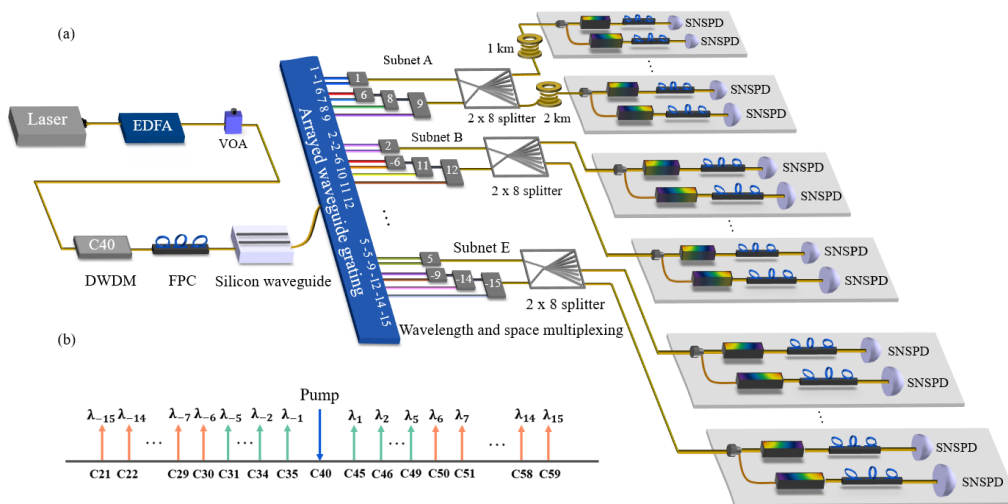 (a)
Laser
EDFA
VOA
C40
DWDM
FPC
Silicon waveguide
Arrayed waveguide grating
1 -1 6 7 8 9
2 -2 -6 10 11 12
5 -5 -9 -12 -14 -15
Subnet A
1
6
8
9
2 x 8 splitter
1 km
2 km
SNSPD
SNSPD
...
SNSPD
SNSPD
Subnet B
2
-6
11
12
2 x 8 splitter
SNSPD
SNSPD
...
SNSPD
SNSPD
...
Subnet E
5
-9
-14
-15
2 x 8 splitter
SNSPD
SNSPD
...
SNSPD
SNSPD
Wavelength and space multiplexing
(b)
Pump
λ₋₁₅ λ₋₁₄ λ₋₇ λ₋₆ λ₋₅ λ₋₂ λ₋₁ λ₁ λ₂ λ₅ λ₆ λ₇ λ₁₄ λ₁₅
... ... ... ...
C21 C22 C29 C30 C31 C34 C35 C40 C45 C46 C49 C50 C51 C58 C59